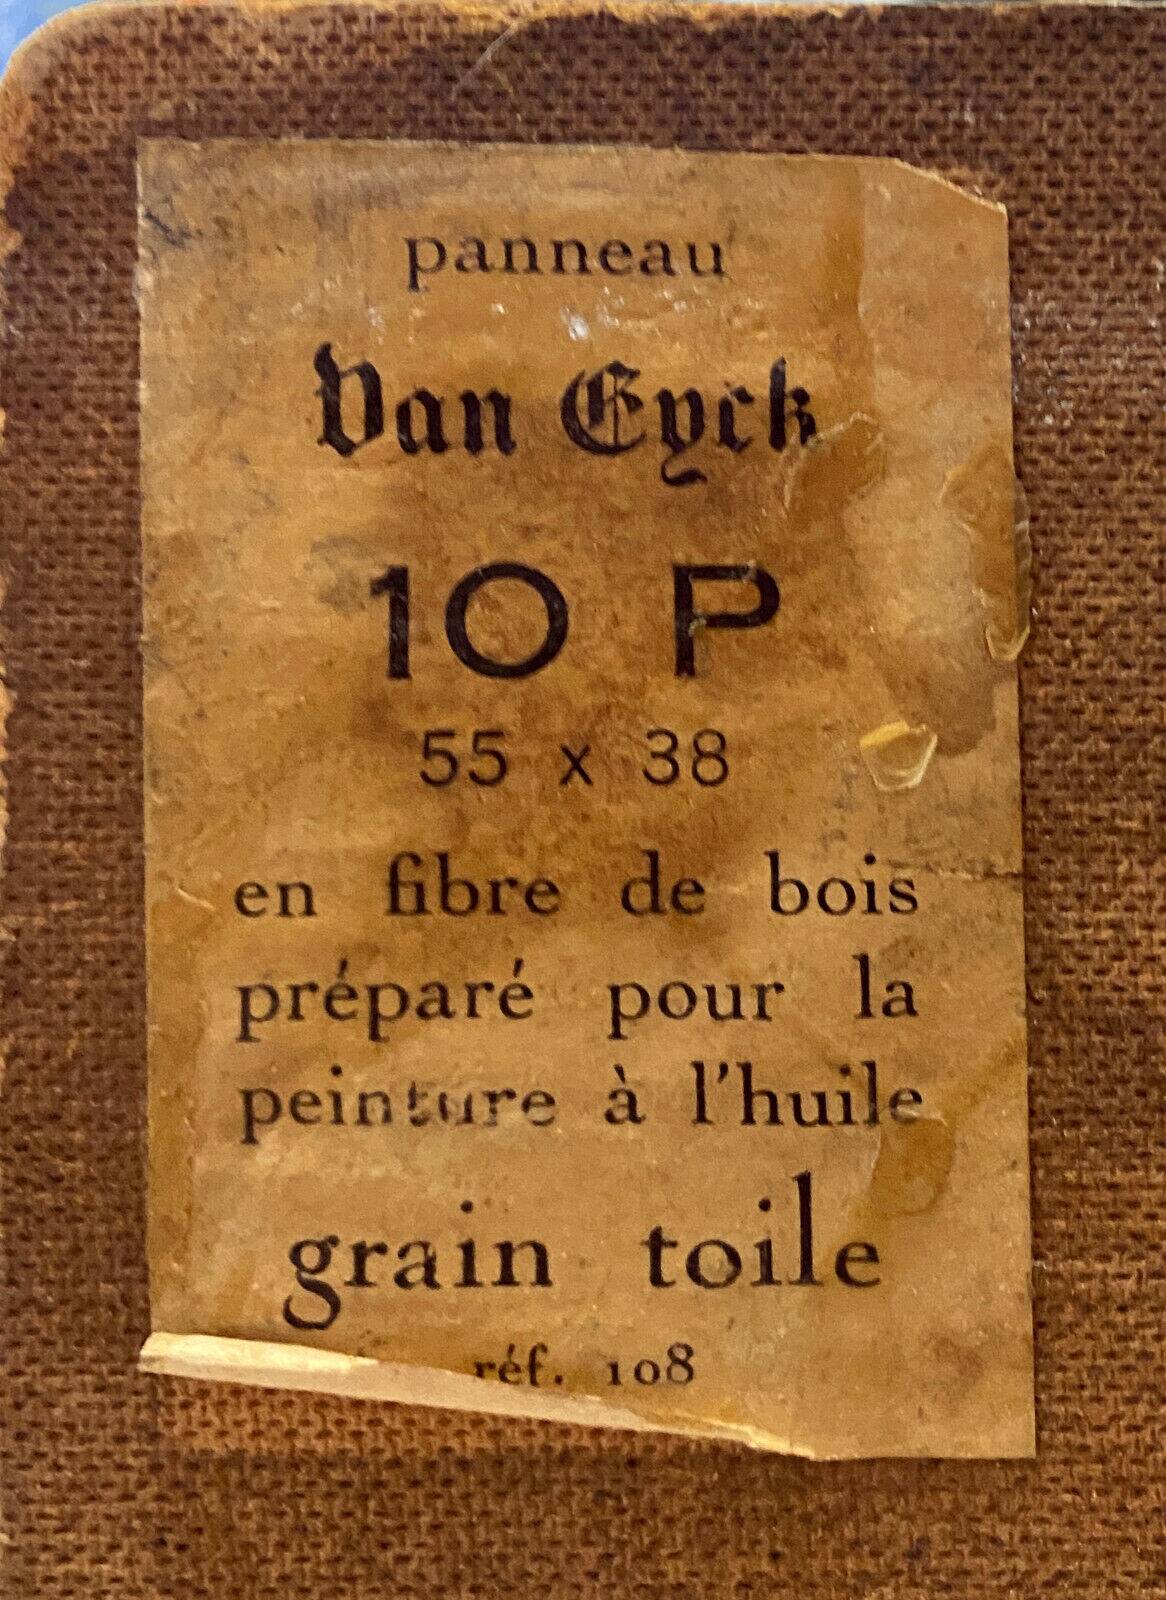 panneau
Van Eyck
10 P
55 x 38
en fibre de bois
préparé pour la
peinture à l'huile
grain toile
réf. 108